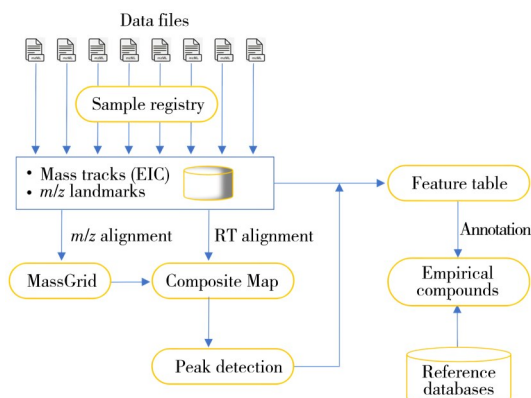 Data files
Sample registry
• Mass tracks (EIC)
• m/z landmarks
Feature table
m/z alignment
RT alignment
Annotation
MassGrid
Composite Map
Empirical
compounds
Peak detection
Reference
databases